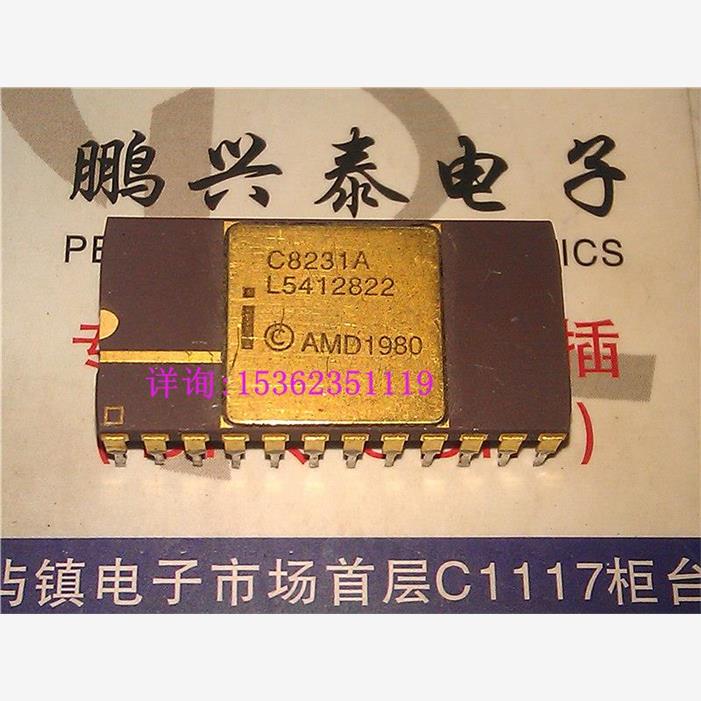 鹏兴泰电子
PE
ICS
C8231A
L5412822
i
© AMD1980
插
详询:15362351119
屿镇电子市场首层C1117柜台